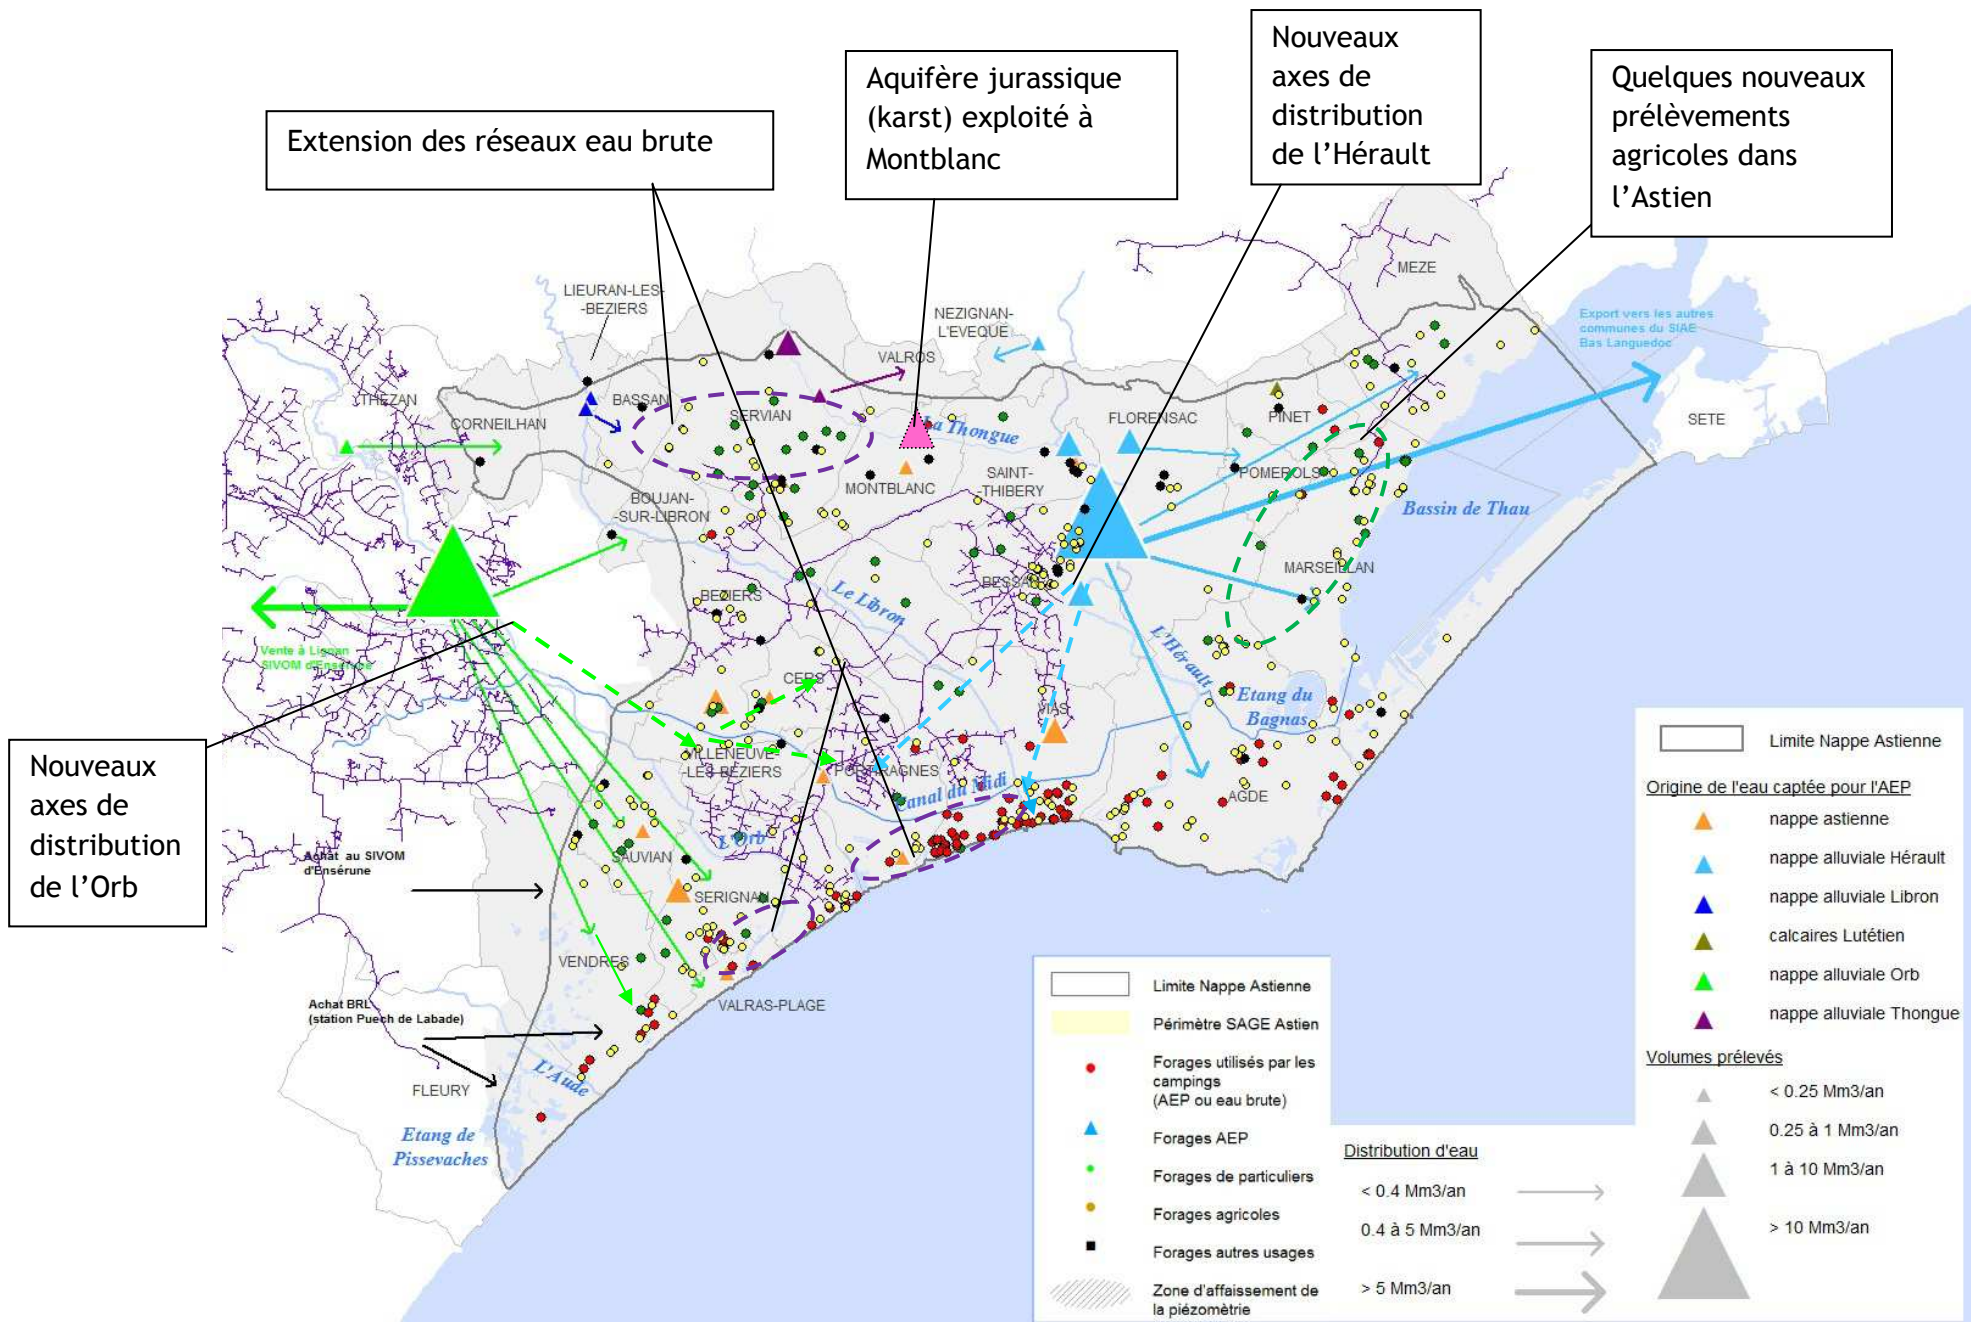 Nouveaux
axes de
distribution
de l'Hérault
Aquifère jurassique
(karst) exploité à
Montblanc
Quelques nouveaux
prélèvements
agricoles dans
l'Astien
Extension des réseaux eau brute
MEZE
LIEURAN-LES-
-BEZIERS
NEZIGNAN-
L'EVEQUE
Export vers les autres
communes du SIAE
Bas Languedoc
VALROS
THEZAN
BASSAN
CORNEILHAN
SERVIAN
La Thongue
FLORENSAC
PINET
SETE
MONTBLANC
SAINT-
-THIBERY
POMEROLS
BOUJAN-
-SUR-LIBRON
Bassin de Thau
MARSEILLAN
BESSAN
BEZIERS
Le Libron
Vente à Lignan
SIVOM d'Ensérune
L'Hérault
CERS
Etang du
Bagnas
VIAS
VILLENEUVE-
-LES-BEZIERS
PORTIRAGNES
Canal du Midi
AGDE
Nouveaux
axes de
distribution
de l'Orb
L'Orb
SAUVIAN
Achat au SIVOM
d'Ensérune
SERIGNAN
VENDRES
VALRAS-PLAGE
Achat BRL
(station Puech de Labade)
L'Aude
FLEURY
Etang de
Pissevaches
Limite Nappe Astienne
Périmètre SAGE Astien
Forages utilisés par les
campings
(AEP ou eau brute)
Forages AEP
Forages de particuliers
Forages agricoles
Forages autres usages
Zone d'affaissement de
la piézomètrie
Distribution d'eau
< 0.4 Mm3/an
0.4 à 5 Mm3/an
> 5 Mm3/an
Limite Nappe Astienne
Origine de l'eau captée pour l'AEP
nappe astienne
nappe alluviale Hérault
nappe alluviale Libron
calcaires Lutétien
nappe alluviale Orb
nappe alluviale Thongue
Volumes prélevés
< 0.25 Mm3/an
0.25 à 1 Mm3/an
1 à 10 Mm3/an
> 10 Mm3/an